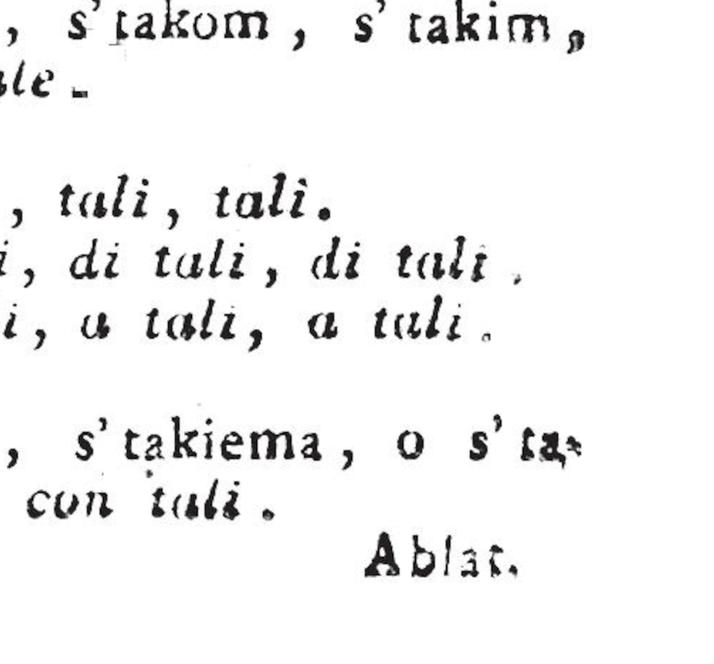 , s' takom, s' takim,
ale.
, tali, tali.
i, di tali, di tali.
i, a tali, a tali.
, s' takiema, o s' ta-
con tali.
Ablat.